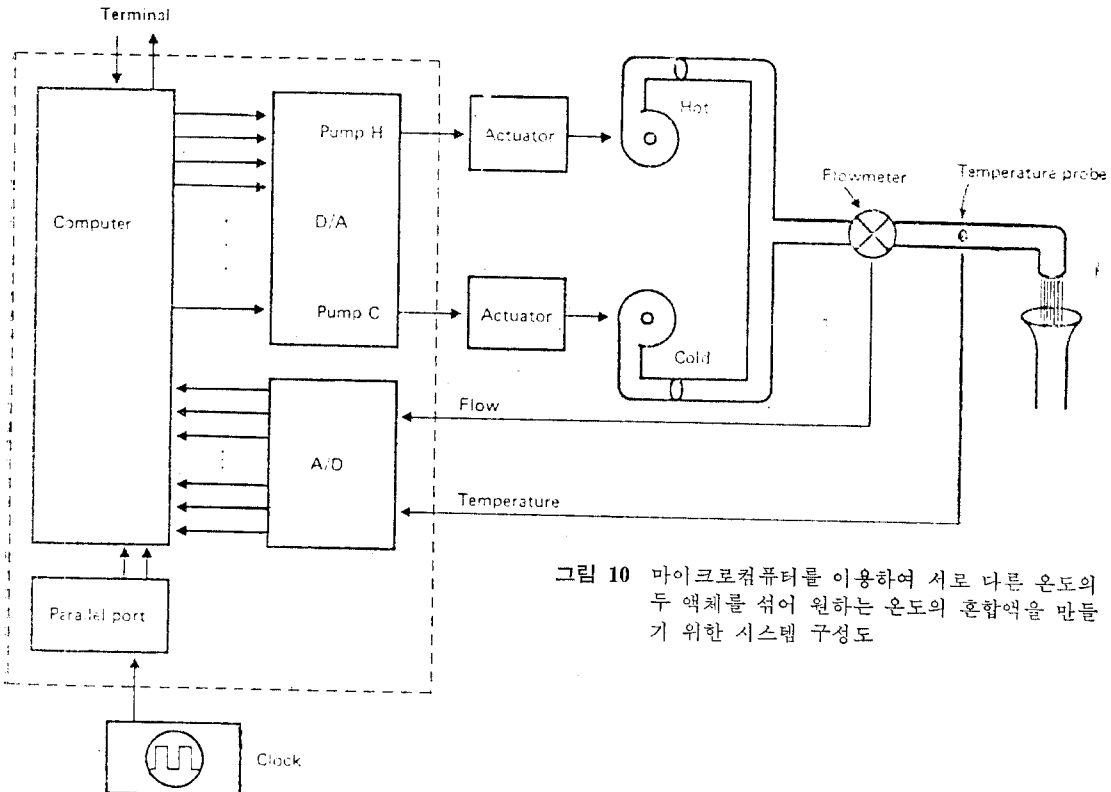 Terminal
Computer
Pump H
D/A
Pump C
A/D
Parallel port
Clock
Actuator
Actuator
Hot
Cold
Flowmeter
Temperature probe
Flow
Temperature
그림 10 마이크로컴퓨터를 이용하여 서로 다른 온도의
두 액체를 섞어 원하는 온도의 혼합액을 만들
기 위한 시스템 구성도